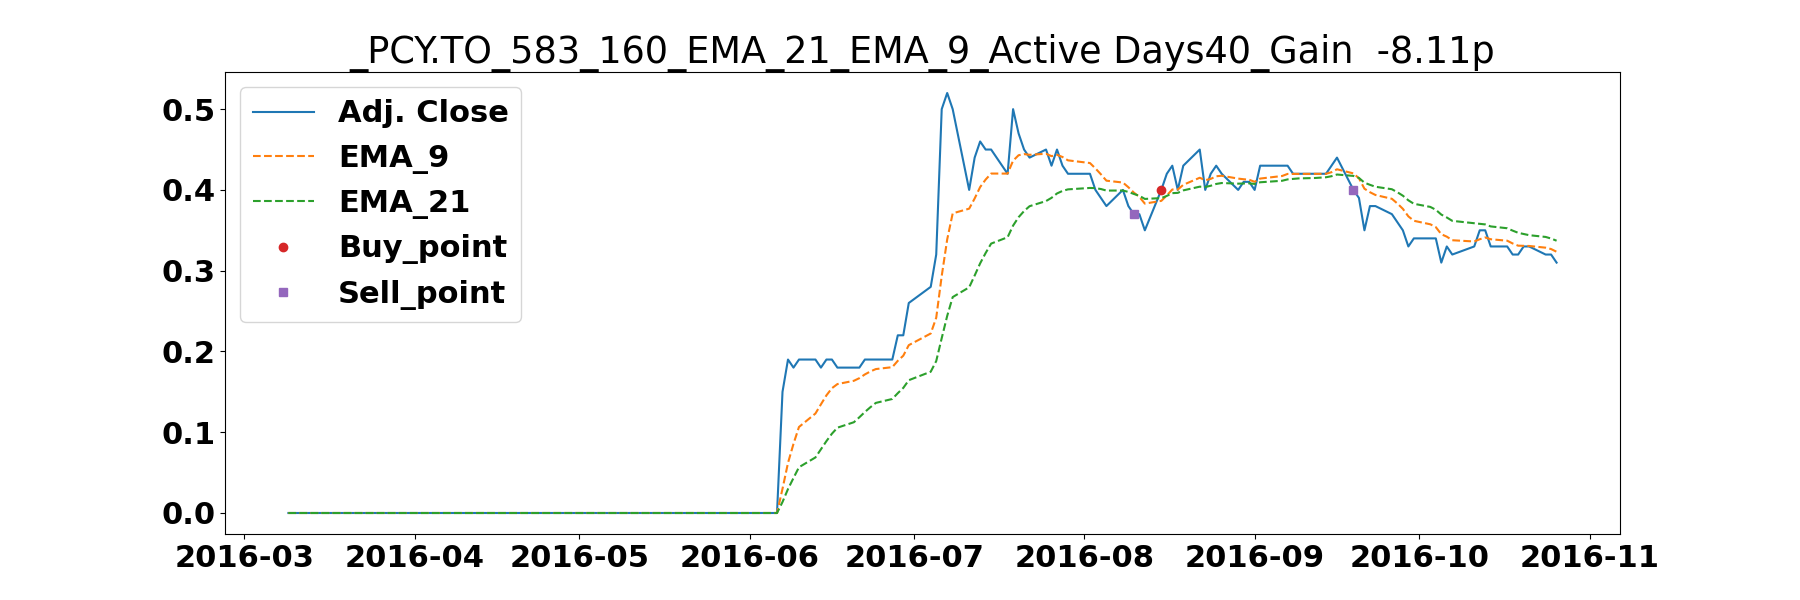 _PCY.TO_583_160_EMA_21_EMA_9_Active Days40_Gain  -8.11p
Adj. Close
EMA_9
EMA_21
Buy_point
Sell_point
0.5
0.4
0.3
0.2
0.1
0.0
2016-03 2016-04 2016-05 2016-06 2016-07 2016-08 2016-09 2016-10 2016-11